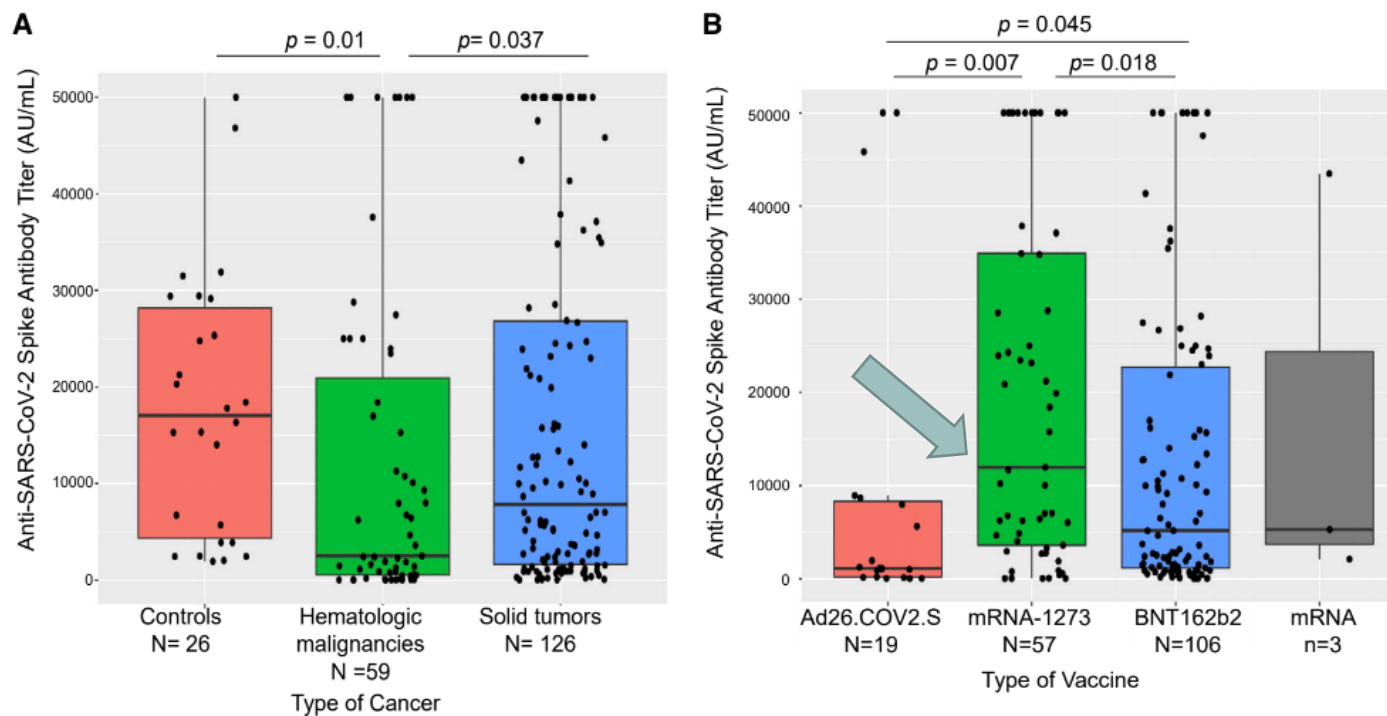 A
p = 0.01
p= 0.037
Anti-SARS-CoV-2 Spike Antibody Titer (AU/mL)
50000
40000
30000
20000
10000
0
Controls
N= 26
Hematologic
malignancies
N =59
Solid tumors
N= 126
Type of Cancer
B
p = 0.045
p = 0.007
p= 0.018
Anti-SARS-CoV-2 Spike Antibody Titer (AU/mL)
50000
40000
30000
20000
10000
0
Ad26.COV2.S
N=19
mRNA-1273
N=57
BNT162b2
N=106
mRNA
n=3
Type of Vaccine